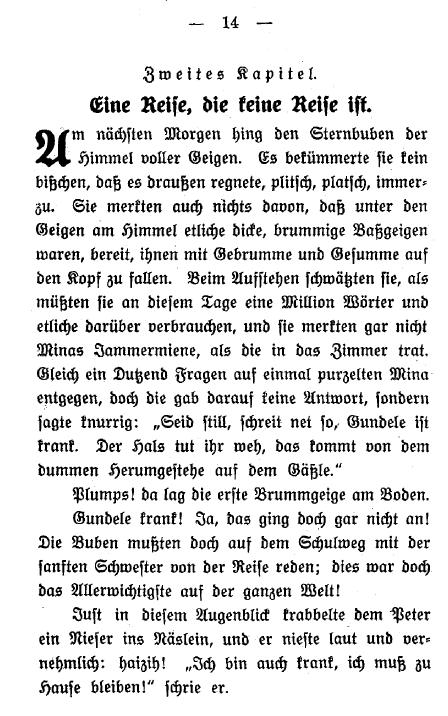 — 14 —
Zweites Kapitel.
Eine Reise, die keine Reise ist.
Am nächsten Morgen hing den Sternbuben der
Himmel voller Geigen. Es bekümmerte sie kein
bißchen, daß es draußen regnete, plitsch, platsch, immer-
zu. Sie merkten auch nichts davon, daß unter den
Geigen am Himmel etliche dicke, brummige Baßgeigen
waren, bereit, ihnen mit Gebrumme und Gesumme auf
den Kopf zu fallen. Beim Aufstehen schwätzten sie, als
müßten sie an diesem Tage eine Million Wörter und
etliche darüber verbrauchen, und sie merkten gar nicht
Minas Jammermiene, als die in das Zimmer trat.
Gleich ein Dutzend Fragen auf einmal purzelten Mina
entgegen, doch die gab darauf keine Antwort, sondern
sagte knurrig: „Seid still, schreit net so, Gundele ist
krank. Der Hals tut ihr weh, das kommt von dem
dummen Herumgestehe auf dem Gäßle.“
Plumps! da lag die erste Brummgeige am Boden.
Gundele krank! Ja, das ging doch gar nicht an!
Die Buben mußten doch auf dem Schulweg mit der
sanften Schwester von der Reise reden; dies war doch
das Allerwichtigste auf der ganzen Welt!
Just in diesem Augenblick krabbelte dem Peter
ein Nieser ins Näslein, und er nieste laut und ver-
nehmlich: haizih! „Ich bin auch krank, ich muß zu
Hause bleiben!“ schrie er.